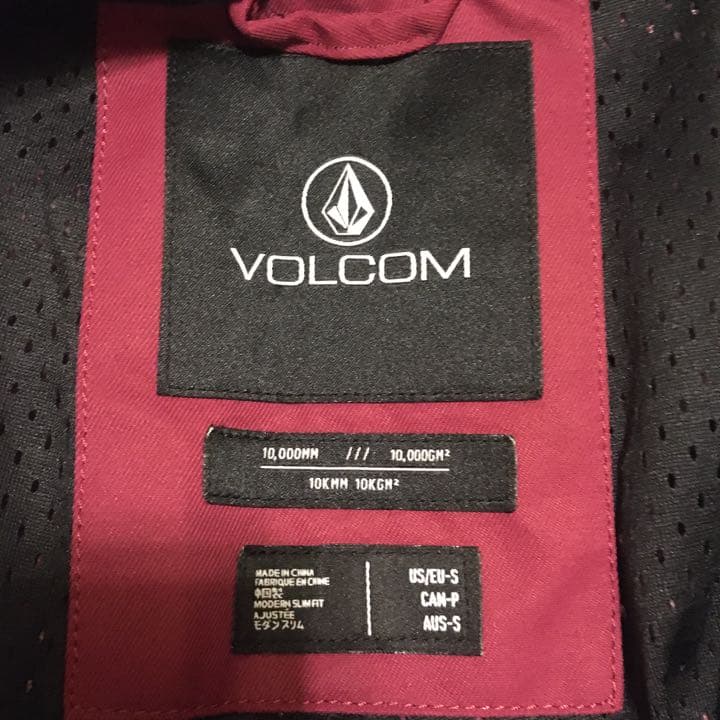 VOLCOM
10,000MM /// 10,000GM²
10KMM 10KGM²
MADE IN CHINA
FABRIQUE EN CHINE
中国製
MODERN SLIM FIT
AJUSTÉE
モダンスリム
US/EU-S
CAN-P
AUS-S